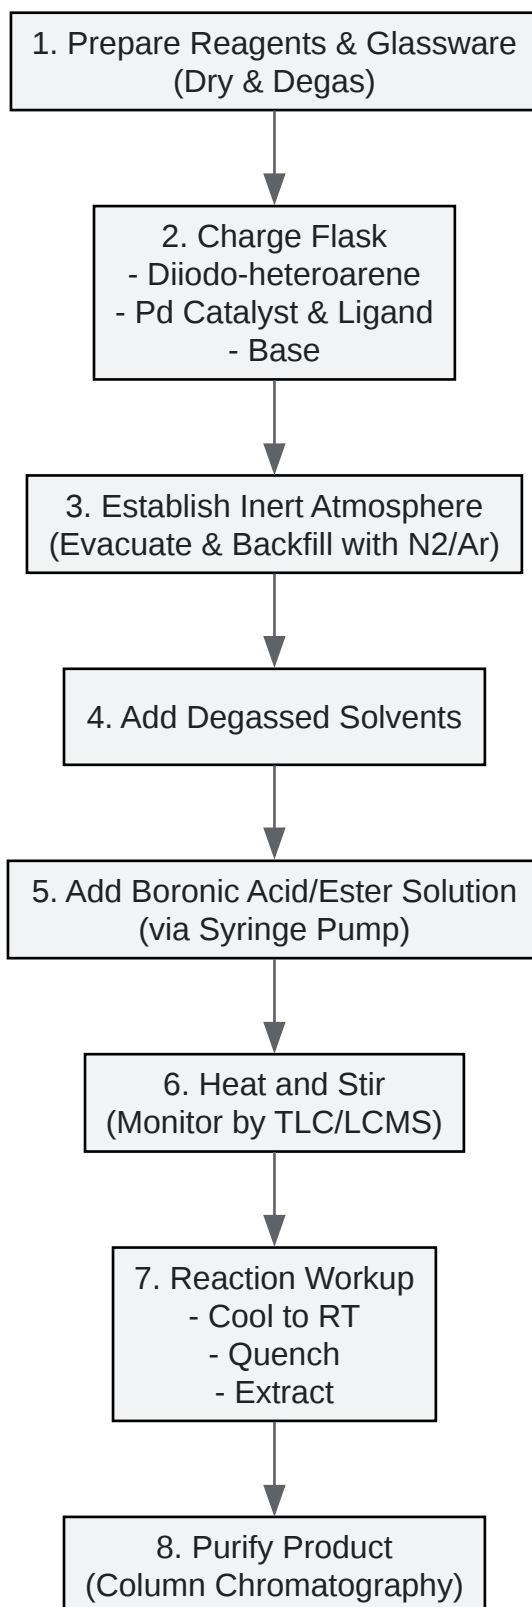 1. Prepare Reagents & Glassware
(Dry & Degas)
2. Charge Flask
- Diiodo-heteroarene
- Pd Catalyst & Ligand
- Base
3. Establish Inert Atmosphere
(Evacuate & Backfill with N2/Ar)
4. Add Degassed Solvents
5. Add Boronic Acid/Ester Solution
(via Syringe Pump)
6. Heat and Stir
(Monitor by TLC/LCMS)
7. Reaction Workup
- Cool to RT
- Quench
- Extract
8. Purify Product
(Column Chromatography)